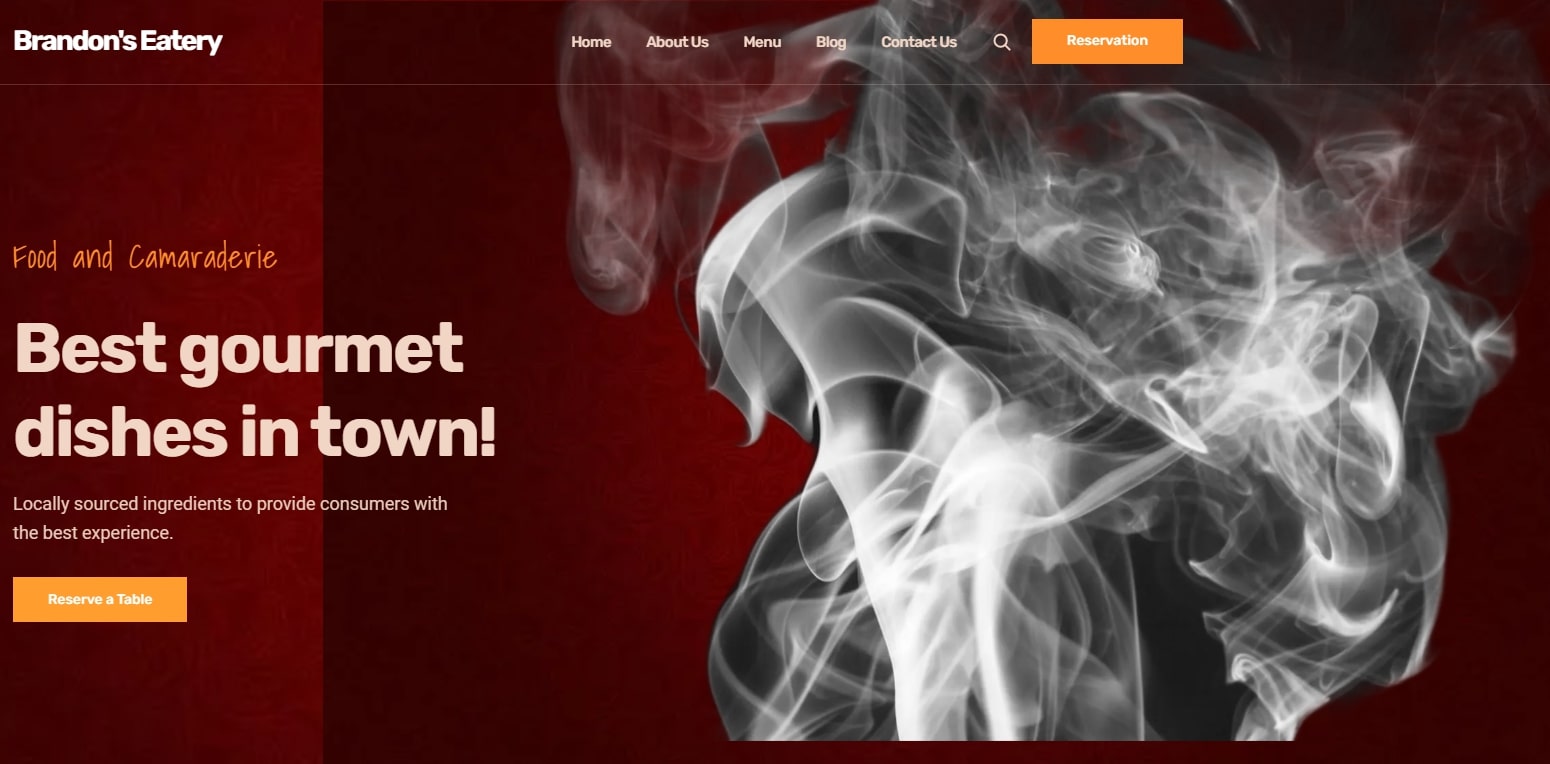 Brandon's Eatery
Home About Us Menu Blog Contact Us Reservation
Food and Camaraderie
Best gourmet
dishes in town!
Locally sourced ingredients to provide consumers with
the best experience.
Reserve a Table